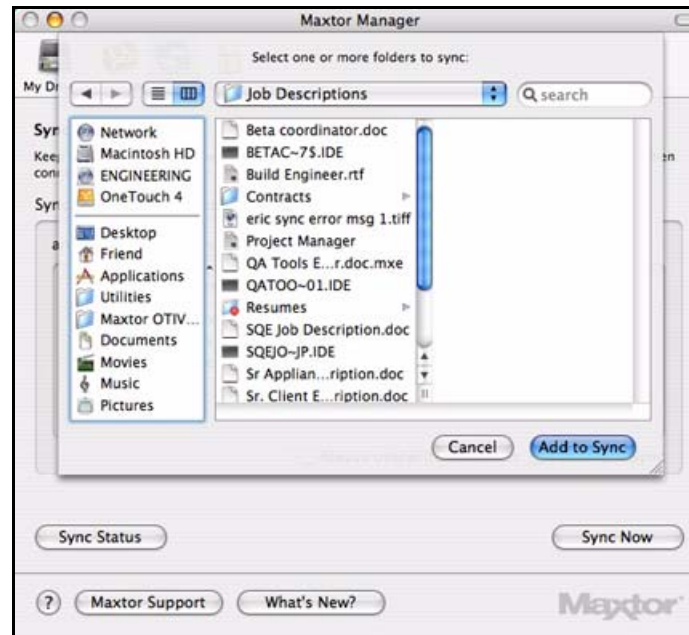 Maxtor Manager
Select one or more folders to sync:
My Dr
Job Descriptions
search
Syn
Kee
con
en
Syn
a
Network
Macintosh HD
ENGINEERING
OneTouch 4
Desktop
Friend
Applications
Utilities
Maxtor OTIV...
Documents
Movies
Music
Pictures
Beta coordinator.doc
BETAC~7$.IDE
Build Engineer.rtf
Contracts
eric sync error msg 1.tiff
Project Manager
QA Tools E...r.doc.mxe
QATOO~01.IDE
Resumes
SQE Job Description.doc
SQEJO~JP.IDE
Sr Applian...ription.doc
Sr. Client E...ription.doc
Cancel
Add to Sync
Sync Status
Sync Now
?
Maxtor Support
What's New?
Maxtor